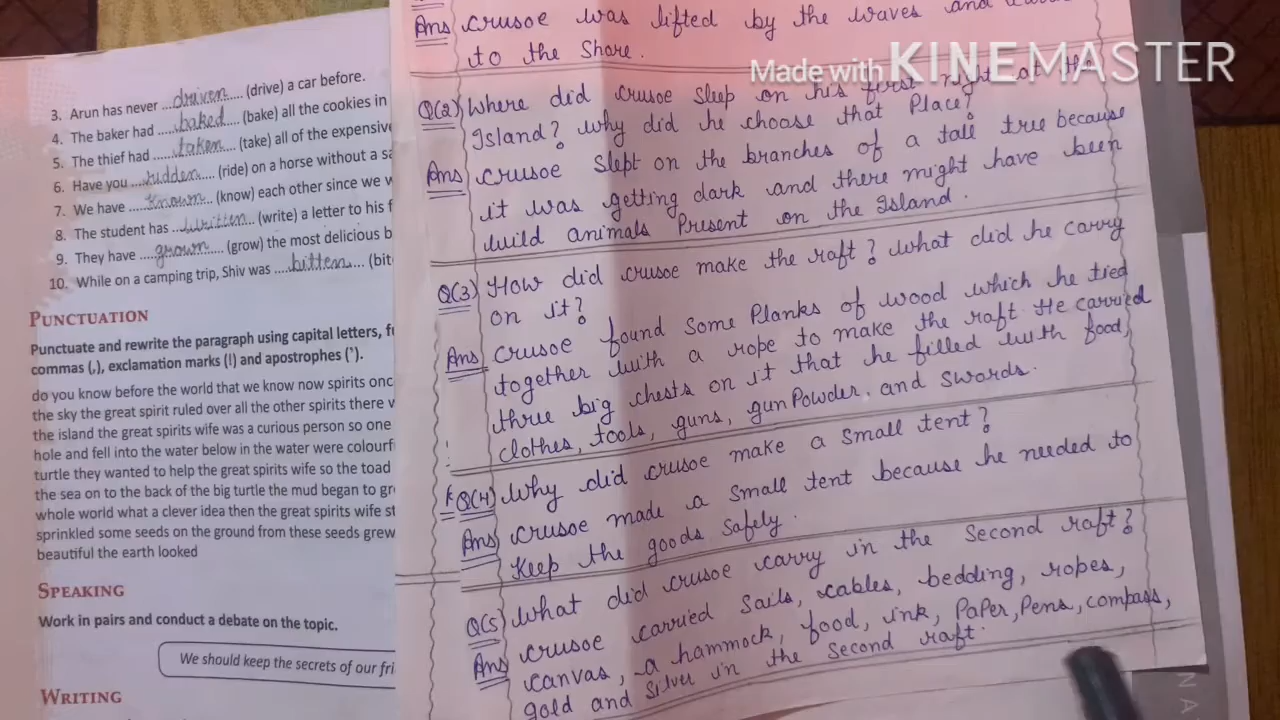 3. Arun has never ...driven.... (drive) a car before.
4. The baker had ...baked.... (bake) all the cookies in
5. The thief had .....taken.... (take) all of the expensive
6. Have you ...ridden.... (ride) on a horse without a
7. We have ....known.... (know) each other since we
8. The student has ...written... (write) a letter to his
9. They have ....grown..... (grow) the most delicious
10. While on a camping trip, Shiv was ....bitten.... (bit
PUNCTUATION
Punctuate and rewrite the paragraph using capital letters,
commas (,), exclamation marks (!) and apostrophes (').
do you know before the world that we know now spirits onc
the sky the great spirit ruled over all the other spirits there
the island the great spirits wife was a curious person so one
hole and fell into the water below in the water were colourf
turtle they wanted to help the great spirits wife so the toad
the sea on to the back of the big turtle the mud began to gr
whole world what a clever idea then the great spirits wife st
sprinkled some seeds on the ground from these seeds grew
beautiful the earth looked
SPEAKING
Work in pairs and conduct a debate on the topic.
We should keep the secrets of our fri
WRITING
Ans Crusoe was lifted by the waves and
to the Shore.
Made with KINEMASTER
Q(2) Where did crusoe sleep on his first night at the
Island? why did he choose that Place?
Ans Crusoe slept on the branches of a tall tree because
it was getting dark and there might have been
wild animals Present on the Island.
Q(3) How did crusoe make the raft? what did he carry
on it?
Ans Crusoe found some Planks of wood which he tied
together with a rope to make the raft He carried
three big chests on it that he filled with food,
clothes, tools, guns, gunPowder, and swords.
Q(4) Why did crusoe make a small tent?
Ans Crusoe made a small tent because he needed to
Keep the goods safely.
Q(5) What did crusoe carry in the second raft?
Ans Crusoe carried sails, cables, bedding, ropes,
canvas, a hammock, food, ink, PaPer, Pens, compass,
gold and silver in the second raft.
NA